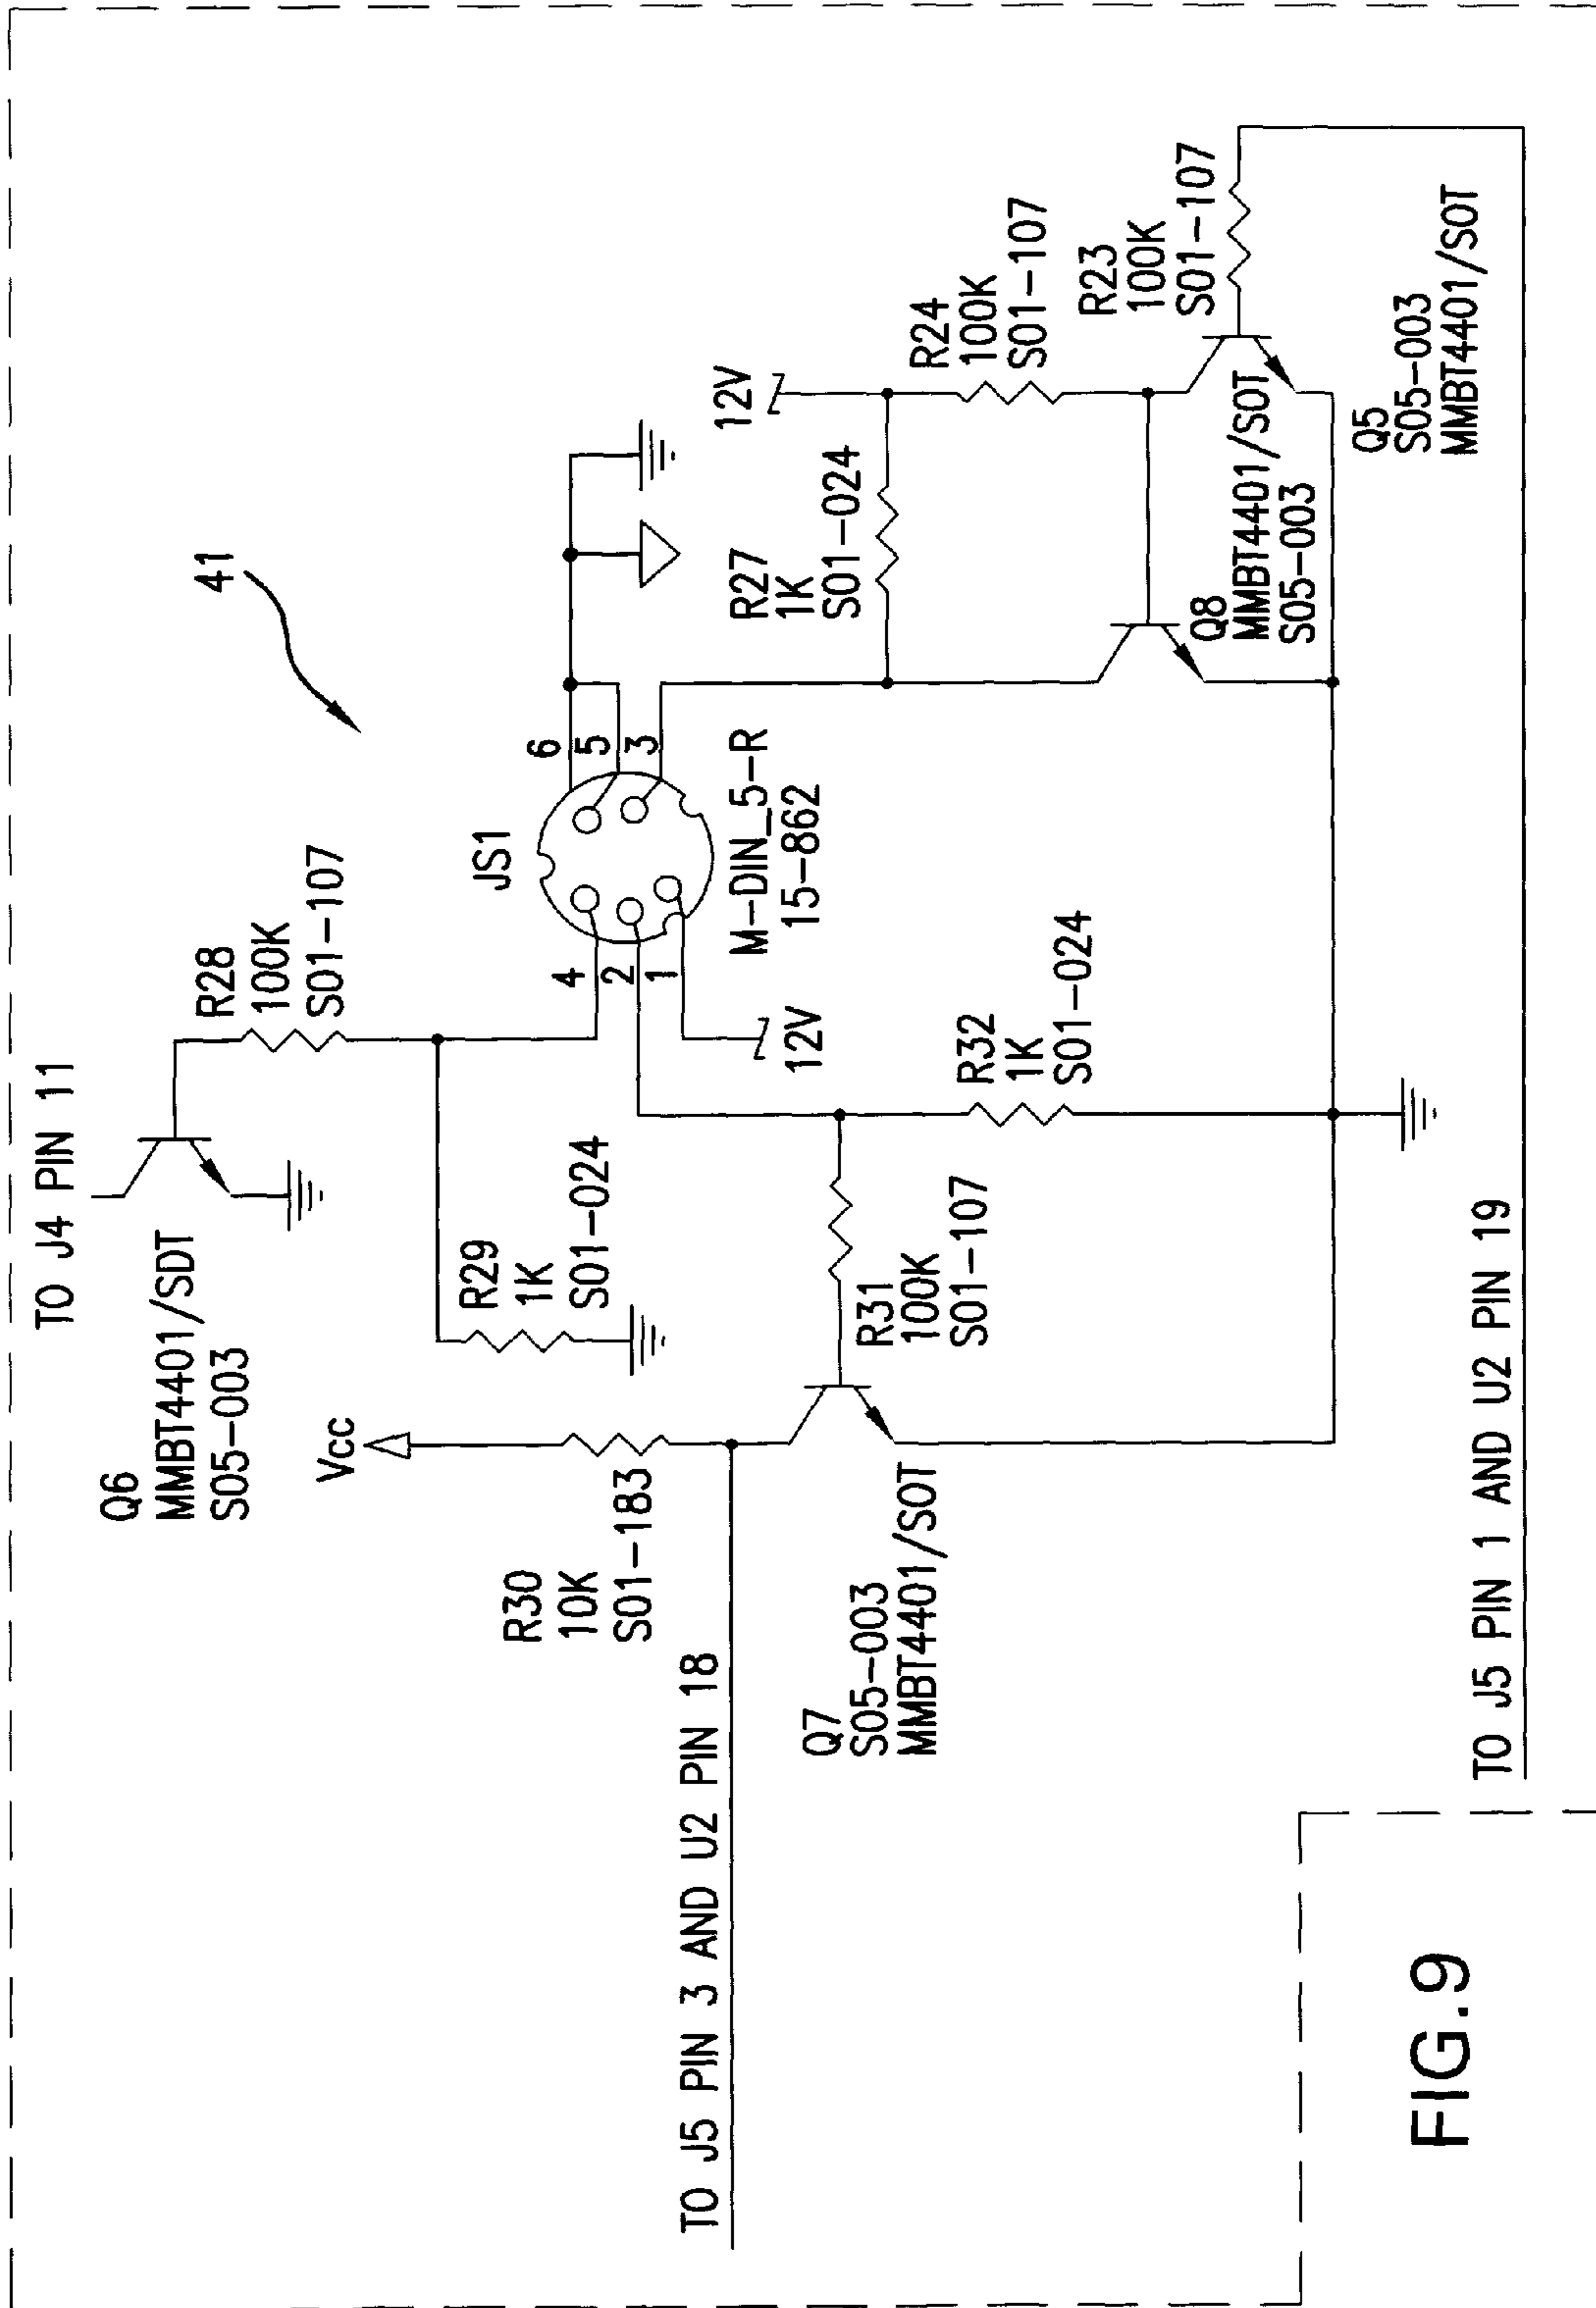 TO J4 PIN 11
Q6
MMBT4401/SDT
S05-003
R28
100K
S01-107
41
Vcc
R29
1K
S01-024
JS1
4
2
1
6
5
3
M-DIN_5-R
15-862
12V
12V
R30
10K
S01-183
R27
1K
S01-024
R24
100K
S01-107
R23
100K
S01-107
TO J5 PIN 3 AND U2 PIN 18
R31
100K
S01-107
R32
1K
S01-024
Q7
S05-003
MMBT4401/SOT
Q8
MMBT4401/SOT
S05-003
Q5
S05-003
MMBT4401/SOT
TO J5 PIN 1 AND U2 PIN 19
FIG.9